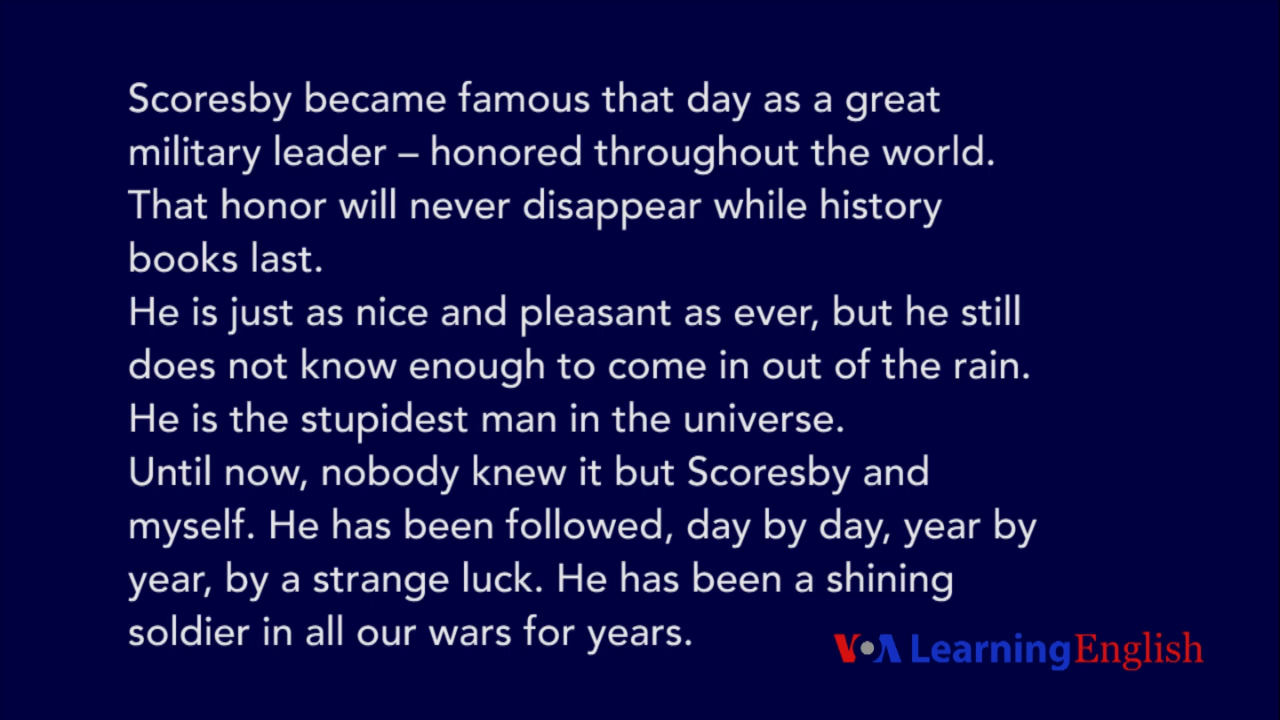 Scoresby became famous that day as a great
military leader – honored throughout the world.
That honor will never disappear while history
books last.
He is just as nice and pleasant as ever, but he still
does not know enough to come in out of the rain.
He is the stupidest man in the universe.
Until now, nobody knew it but Scoresby and
myself. He has been followed, day by day, year by
year, by a strange luck. He has been a shining
soldier in all our wars for years.
VOA Learning English